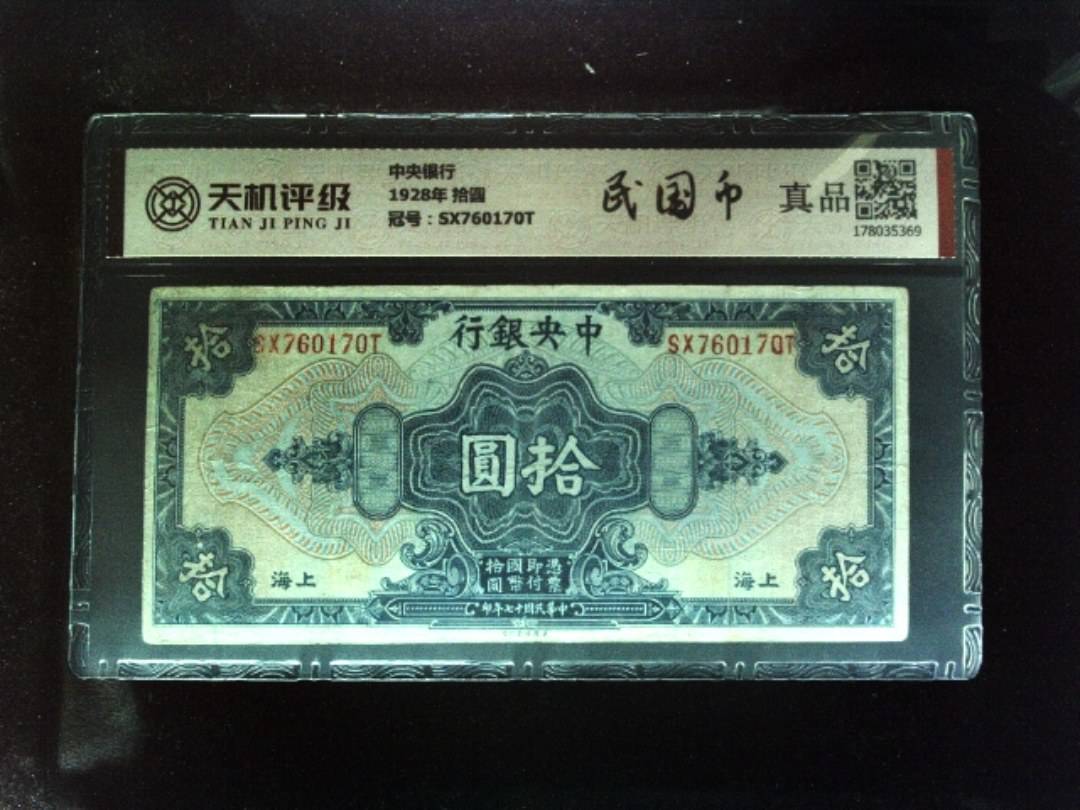 天机评级
TIAN JI PING JI
中央银行
1928年 拾圆
冠号：SX760170T
民国币
真品
178035369
行銀央中
SX760170T
SX760170T
拾
拾
圓拾
拾
拾
海上
海上
憑票即付國幣拾圓
印年七十國民華中